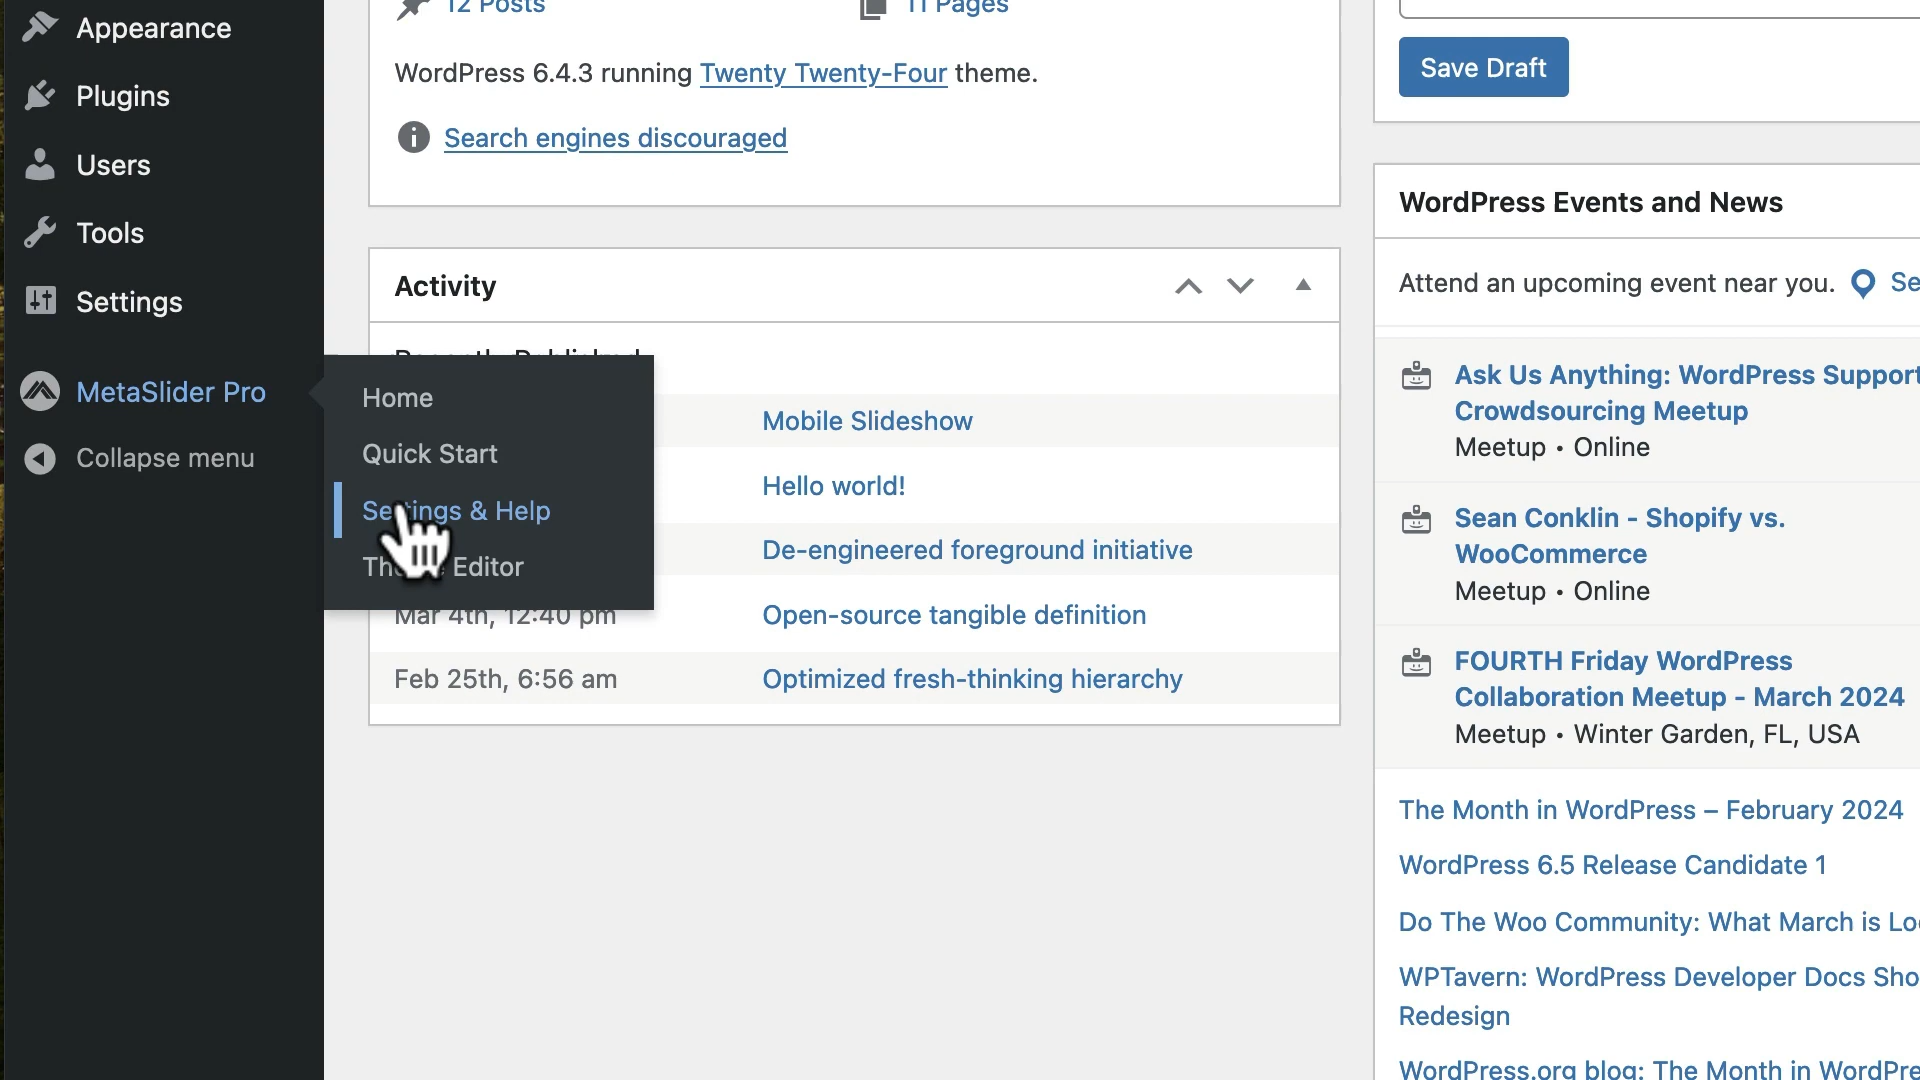 Appearance
Plugins
Users
Tools
Settings
MetaSlider Pro
Collapse menu
Home
Quick Start
Settings & Help
Editor
12 Posts
11 Pages
WordPress 6.4.3 running Twenty Twenty-Four theme.
Search engines discouraged
Activity
Recently Published
Mobile Slideshow
Hello world!
De-engineered foreground initiative
Mar 4th, 12:40 pm Open-source tangible definition
Feb 25th, 6:56 am Optimized fresh-thinking hierarchy
Save Draft
WordPress Events and News
Attend an upcoming event near you. Se
Ask Us Anything: WordPress Support
Crowdsourcing Meetup
Meetup • Online
Sean Conklin - Shopify vs.
WooCommerce
Meetup • Online
FOURTH Friday WordPress
Collaboration Meetup - March 2024
Meetup • Winter Garden, FL, USA
The Month in WordPress – February 2024
WordPress 6.5 Release Candidate 1
Do The Woo Community: What March is Loo
WPTavern: WordPress Developer Docs Sho
Redesign
WordPress.org blog: The Month in WordPre